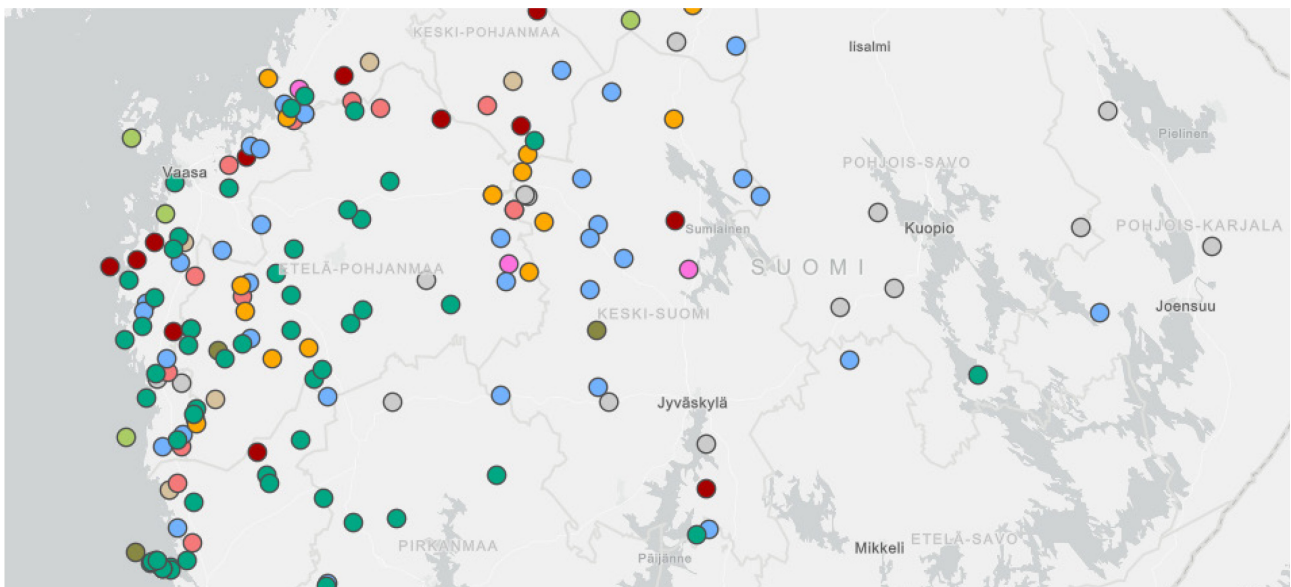 KESKI-POHJANMAA
Iisalmi
Pielinen
POHJOIS-SAVO
Vaasa
POHJOIS-KARJALA
Kuopio
Sumiainen
ETELÄ-POHJANMAA
SUOMI
Joensuu
KESKI-SUOMI
Jyväskylä
ETELÄ-SAVO
PIRKANMAA
Mikkeli
Päijänne